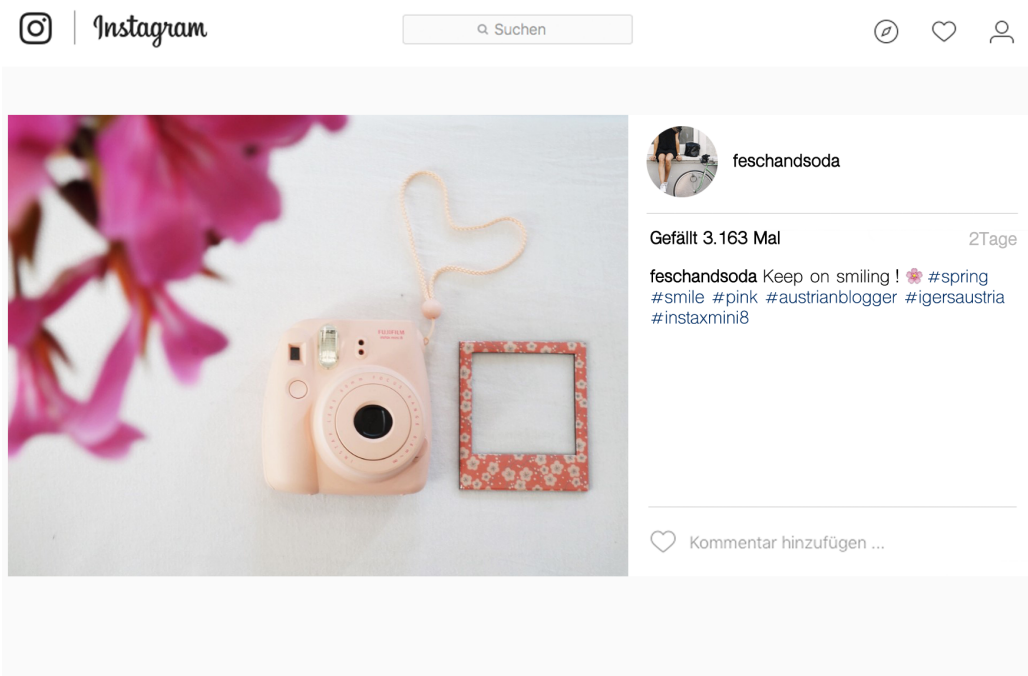 Instagram
Suchen
feschandsoda
Gefällt 3.163 Mal
2Tage
feschandsoda Keep on smiling ! 🌸 #spring
#smile #pink #austrianblogger #igersaustria
#instaxmini8
FUJIFILM
Kommentar hinzufügen ...